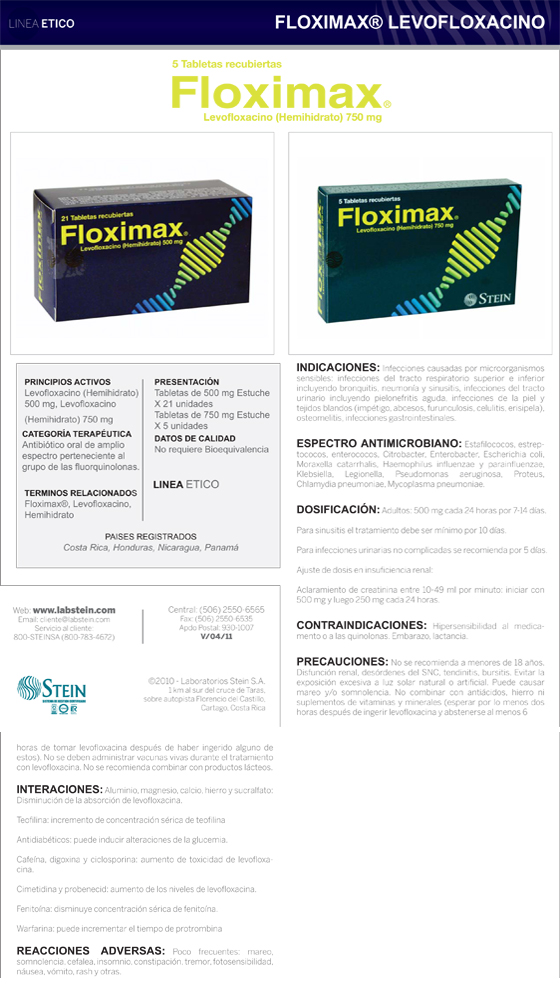 LINEA ETICO
FLOXIMAX® LEVOFLOXACINO
5 Tabletas recubiertas
Floximax®
Levofloxacino (Hemihidrato) 750 mg
21 Tabletas recubiertas
Floximax®
Levofloxacino (Hemihidrato) 500 mg
Floximax
5 Tabletas recubiertas
Floximax®
Levofloxacino (Hemihidrato) 750 mg
STEIN
Floximax
PRINCIPIOS ACTIVOS
Levofloxacino (Hemihidrato)
500 mg, Levofloxacino
(Hemihidrato) 750 mg
CATEGORÍA TERAPÉUTICA
Antibiótico oral de amplio
espectro perteneciente al
grupo de las fluorquinolonas.
TERMINOS RELACIONADOS
Floximax®, Levofloxacino,
Hemihidrato
PRESENTACIÓN
Tabletas de 500 mg Estuche
X 21 unidades
Tabletas de 750 mg Estuche
X 5 unidades
DATOS DE CALIDAD
No requiere Bioequivalencia
LINEA ETICO
PAISES REGISTRADOS
Costa Rica, Honduras, Nicaragua, Panamá
Web: www.labstein.com
Email: cliente@labstein.com
Servicio al cliente:
800-STEINSA (800-783-4672)
Central: (506) 2550-6565
Fax: (506) 2550-6535
Apdo Postal: 930-1007
V/04/11
STEIN
©2010 - Laboratorios Stein S.A.
1 km al sur del cruce de Taras,
sobre autopista Florencio del Castillo,
Cartago, Costa Rica
INDICACIONES: Infecciones causadas por microorganismos
sensibles: infecciones del tracto respiratorio superior e inferior
incluyendo bronquitis, neumonía y sinusitis, infecciones del tracto
urinario incluyendo pielonefritis aguda, infecciones de la piel y
tejidos blandos (impétigo, abcesos, furunculosis, celulitis, erisipela),
osteomelitis, infecciones gastrointestinales.
ESPECTRO ANTIMICROBIANO: Estafilococos, estrep-
tococos, enterococos, Citrobacter, Enterobacter, Escherichia coli,
Moraxella catarrhalis, Haemophilus influenzae y parainfluenzae,
Klebsiella, Legionella, Pseudomonas aeruginosa, Proteus,
Chlamydia pneumoniae, Mycoplasma pneumoniae.
DOSIFICACIÓN: Adultos: 500 mg cada 24 horas por 7-14 días.
Para sinusitis el tratamiento debe ser mínimo por 10 días.
Para infecciones urinarias no complicadas se recomienda por 5 días.
Ajuste de dosis en insuficiencia renal:
Aclaramiento de creatinina entre 10-49 ml por minuto: iniciar con
500 mg y luego 250 mg cada 24 horas.
CONTRAINDICACIONES: Hipersensibilidad al medica-
mento o a las quinolonas. Embarazo, lactancia.
PRECAUCIONES: No se recomienda a menores de 18 años.
Disfunción renal, desórdenes del SNC, tendinitis, bursitis. Evitar la
exposición excesiva a luz solar natural o artificial. Puede causar
mareo y/o somnolencia. No combinar con antiácidos, hierro ni
suplementos de vitaminas y minerales (esperar por lo menos dos
horas después de ingerir levofloxacina y abstenerse al menos 6
horas de tomar levofloxacina después de haber ingerido alguno de
estos). No se deben administrar vacunas vivas durante el tratamiento
con levofloxacina. No se recomienda combinar con productos lácteos.
INTERACIONES: Aluminio, magnesio, calcio, hierro y sucralfato:
Disminución de la absorción de levofloxacina.
Teofilina: incremento de concentración sérica de teofilina
Antidiabéticos: puede inducir alteraciones de la glucemia.
Cafeína, digoxina y ciclosporina: aumento de toxicidad de levofloxa-
cina.
Cimetidina y probenecid: aumento de los niveles de levofloxacina.
Fenitoína: disminuye concentración sérica de fenitoína.
Warfarina: puede incrementar el tiempo de protrombina
REACCIONES ADVERSAS: Poco frecuentes: mareo,
somnolencia, cefalea, insomnio, constipación, tremor, fotosensibilidad,
náusea, vómito, rash y otras.